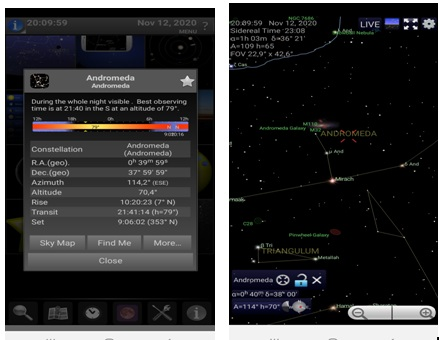 20:09:59
Nov 12, 2020
?
MENU
Andromeda
Andromeda
During the whole night visible . Best observing
time is at 21:40 in the S at an altitude of 79°.
12h 18h 0h 6h 12h
79°
Constellation Andromeda
(Andromeda)
R.A.(geo). 0h 39m 59s
Dec.(geo) 37° 59' 59"
Azimuth 114,2° (ESE)
Altitude 70,4°
Rise 10:20:23 (7° N)
Transit 21:41:14 (h=79°)
Set 9:06:02 (353° N)
Sky Map Find Me More...
Close
20:09:59 Nov 12, 2020
Sidereal Time :23:08
α=1h 03m δ=36° 21'
A=109° h=65
FOV 22,9° x 42,6°
NGC 7686
LIVE
ζ Cas
M110
Andromeda Galaxy
M32
ANDROMEDA
μ And
δ And
Mirach
C28
Pinwheel Galaxy
β Tri
TRIANGULUM
Metallah
Andromeda
α=0h 40m δ=38° 00'
A=114° h=70°
Hamal